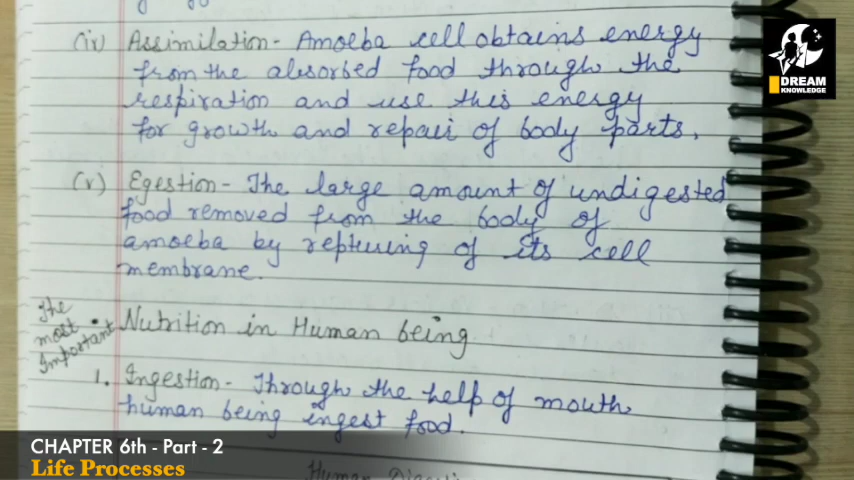 (iv) Assimilation - Amoeba cell obtains energy
from the absorbed food through the
respiration and use this energy
for growth and repair of body parts.
(v) Egestion - The large amount of undigested
food removed from the body of
amoeba by repturing of its cell
membrane.
The most Important
• Nutrition in Human being
1. Ingestion - Through the help of mouth
human being ingest food.
Human
DREAM
KNOWLEDGE
CHAPTER 6th - Part - 2
Life Processes